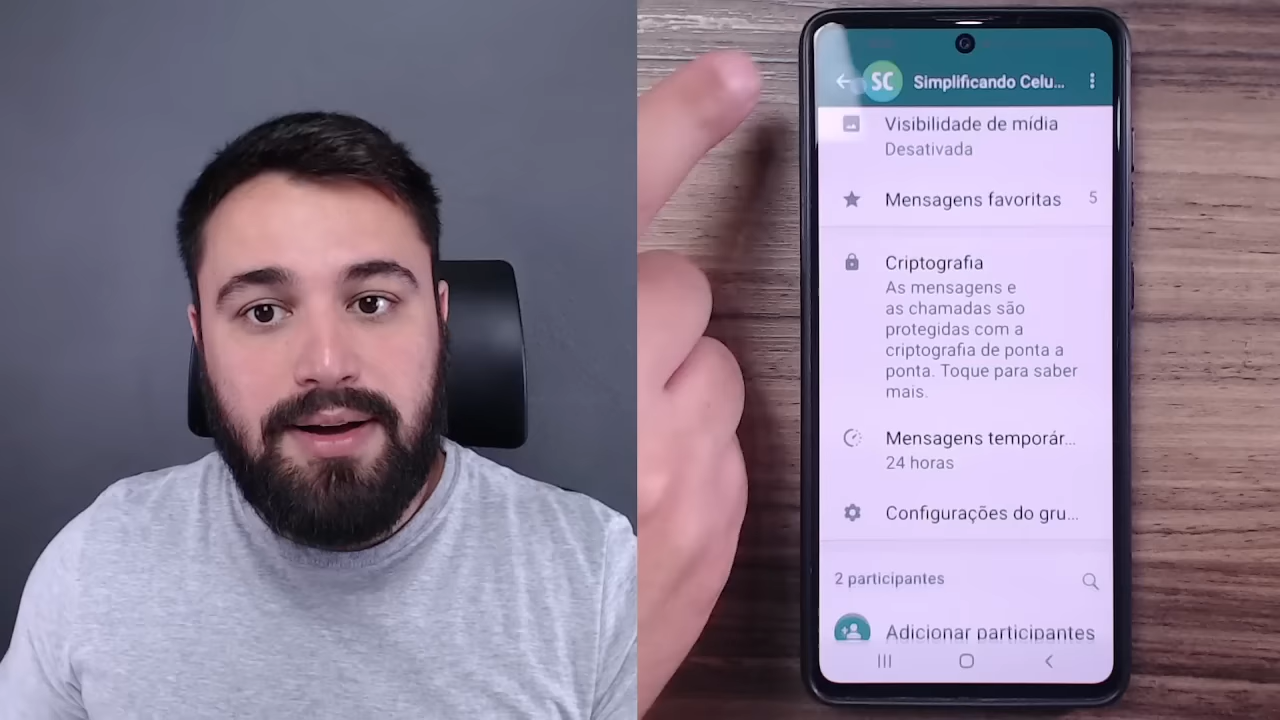 SC Simplificando Celu...
Visibilidade de mídia
Desativada
Mensagens favoritas 5
Criptografia
As mensagens e
as chamadas são
protegidas com a
criptografia de ponta a
ponta. Toque para saber
mais.
Mensagens temporár...
24 horas
Configurações do gru...
2 participantes
Adicionar participantes